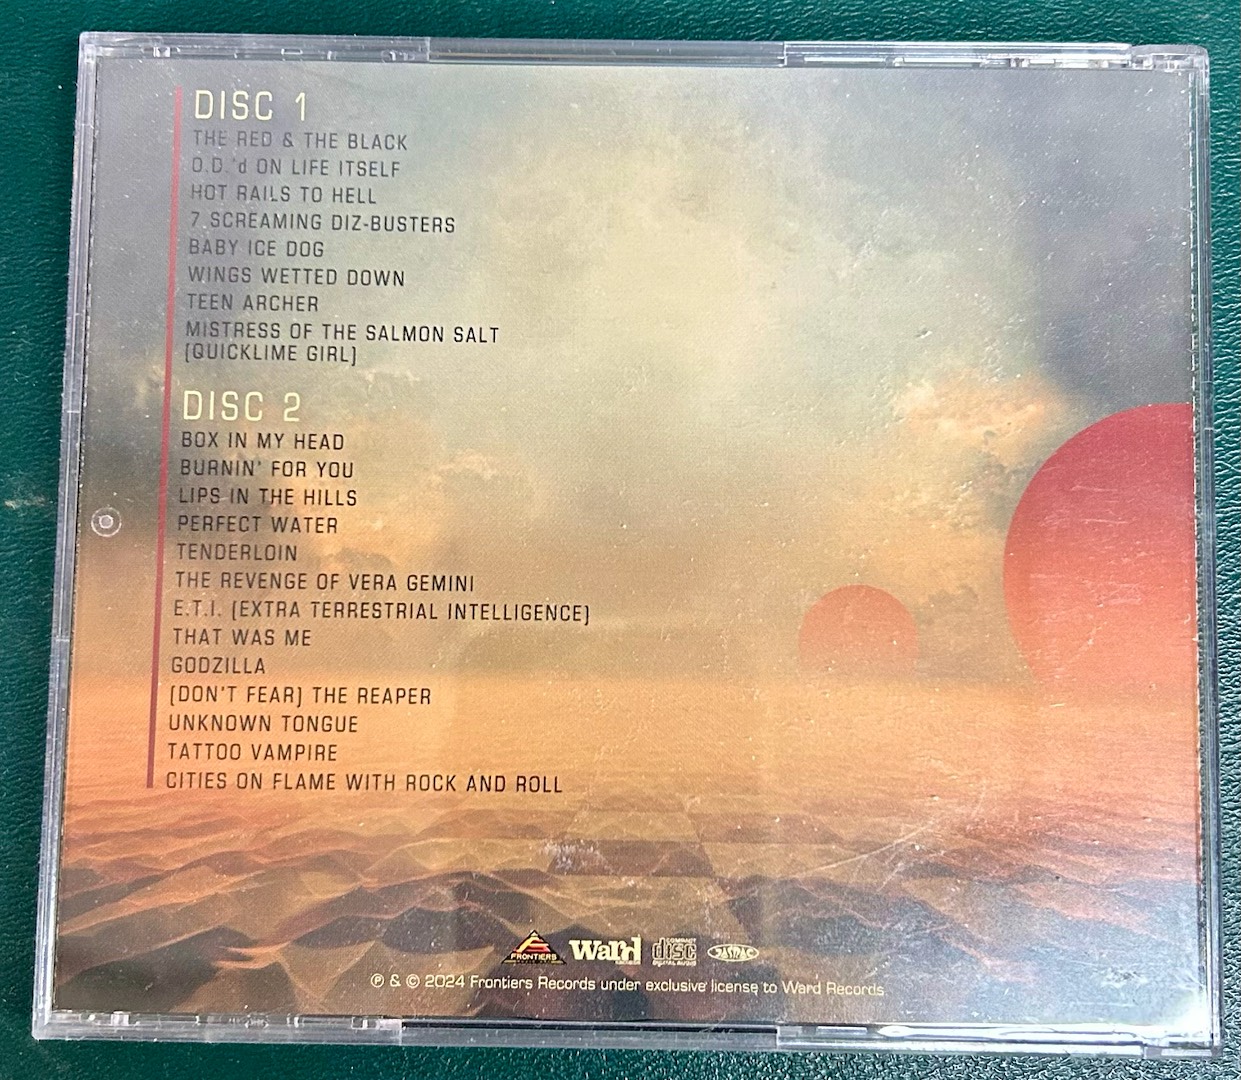 DISC 1
THE RED & THE BLACK
O.D.'d ON LIFE ITSELF
HOT RAILS TO HELL
7 SCREAMING DIZ-BUSTERS
BABY ICE DOG
WINGS WETTED DOWN
TEEN ARCHER
MISTRESS OF THE SALMON SALT
(QUICKLIME GIRL)
DISC 2
BOX IN MY HEAD
BURNIN' FOR YOU
LIPS IN THE HILLS
PERFECT WATER
TENDERLOIN
THE REVENGE OF VERA GEMINI
E.T.I. (EXTRA TERRESTRIAL INTELLIGENCE)
THAT WAS ME
GODZILLA
(DON'T FEAR) THE REAPER
UNKNOWN TONGUE
TATTOO VAMPIRE
CITIES ON FLAME WITH ROCK AND ROLL
FRONTIERS Ward COMPACT disc DIGITAL AUDIO JASRAC
℗ & © 2024 Frontiers Records under exclusive license to Ward Records